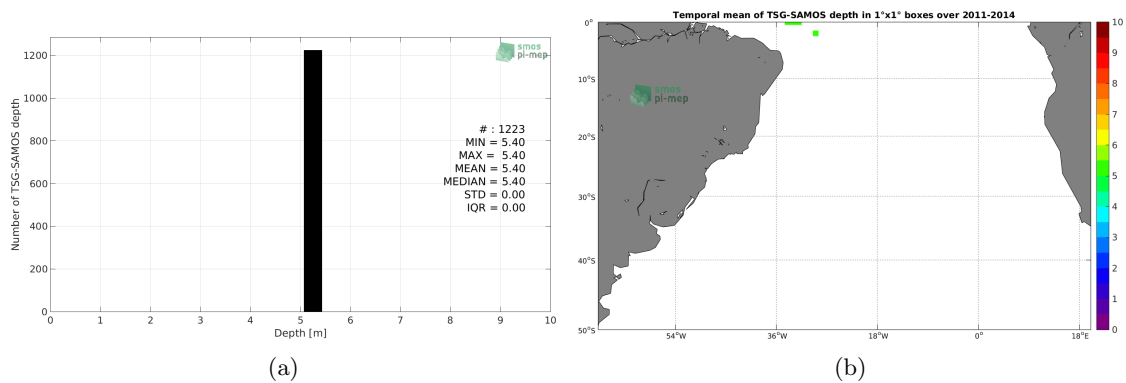 smos
pi-mep
1200
1000
800
600
400
200
0
Number of TSG-SAMOS depth
# : 1223
MIN = 5.40
MAX = 5.40
MEAN = 5.40
MEDIAN = 5.40
STD = 0.00
IQR = 0.00
0 1 2 3 4 5 6 7 8 9 10
Depth [m]
(a)
Temporal mean of TSG-SAMOS depth in 1°x1° boxes over 2011-2014
smos
pi-mep
0°
10°S
20°S
30°S
40°S
50°S
54°W 36°W 18°W 0° 18°E
10
9
8
7
6
5
4
3
2
1
0
(b)